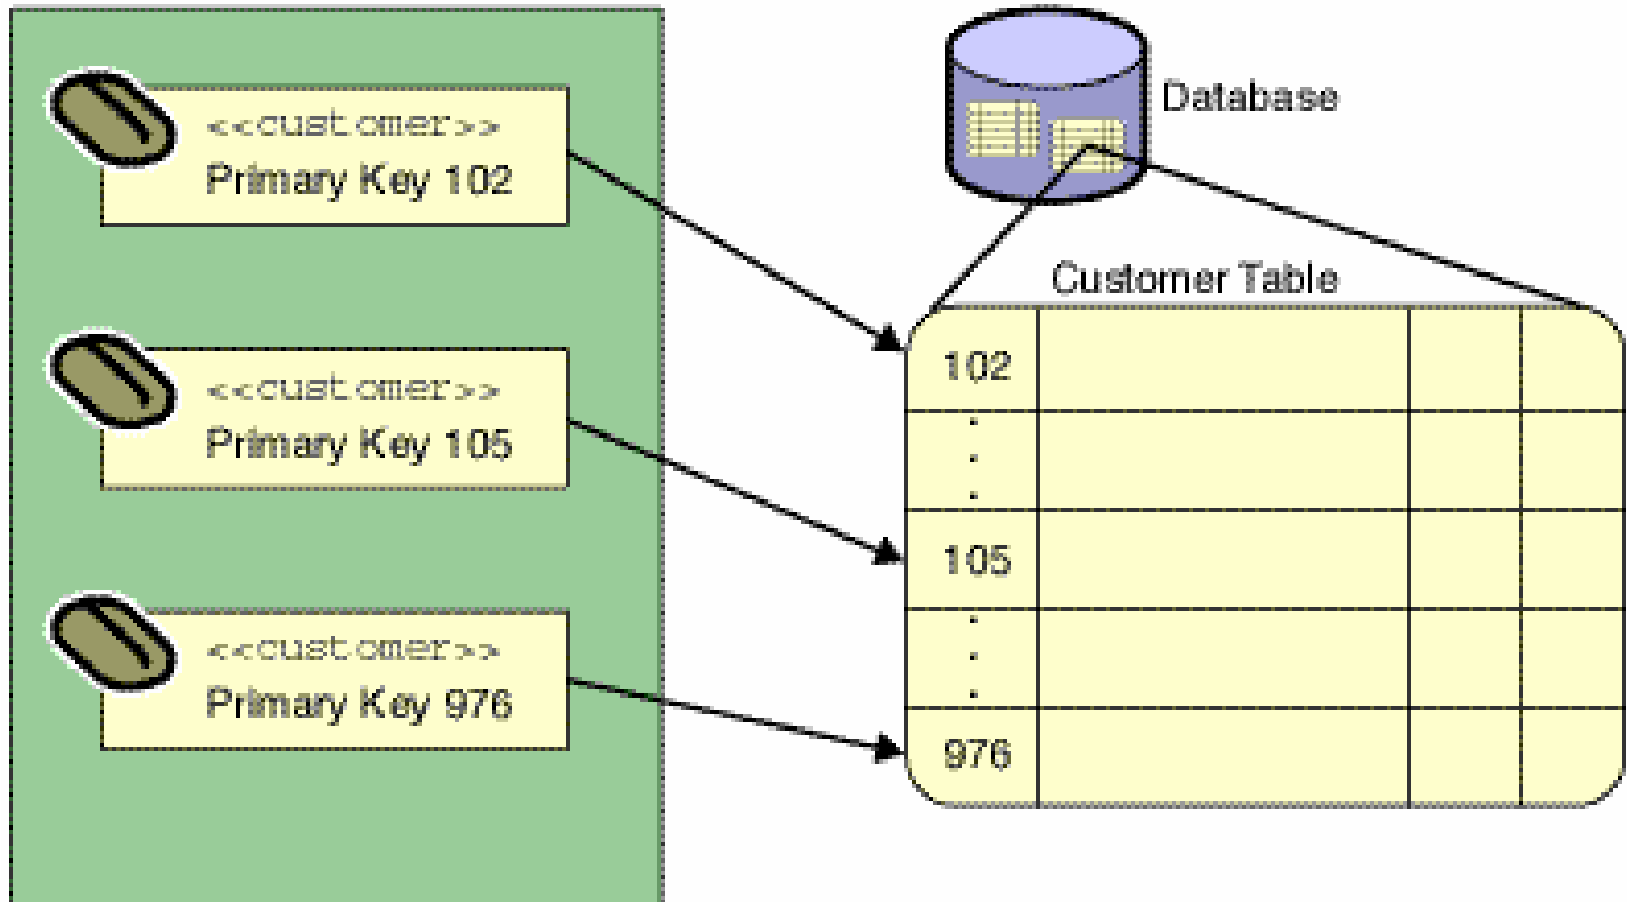 <<customer>>
Primary Key 102
<<customer>>
Primary Key 105
<<customer>>
Primary Key 976
Database
Customer Table
102
.
.
.
105
.
.
.
976